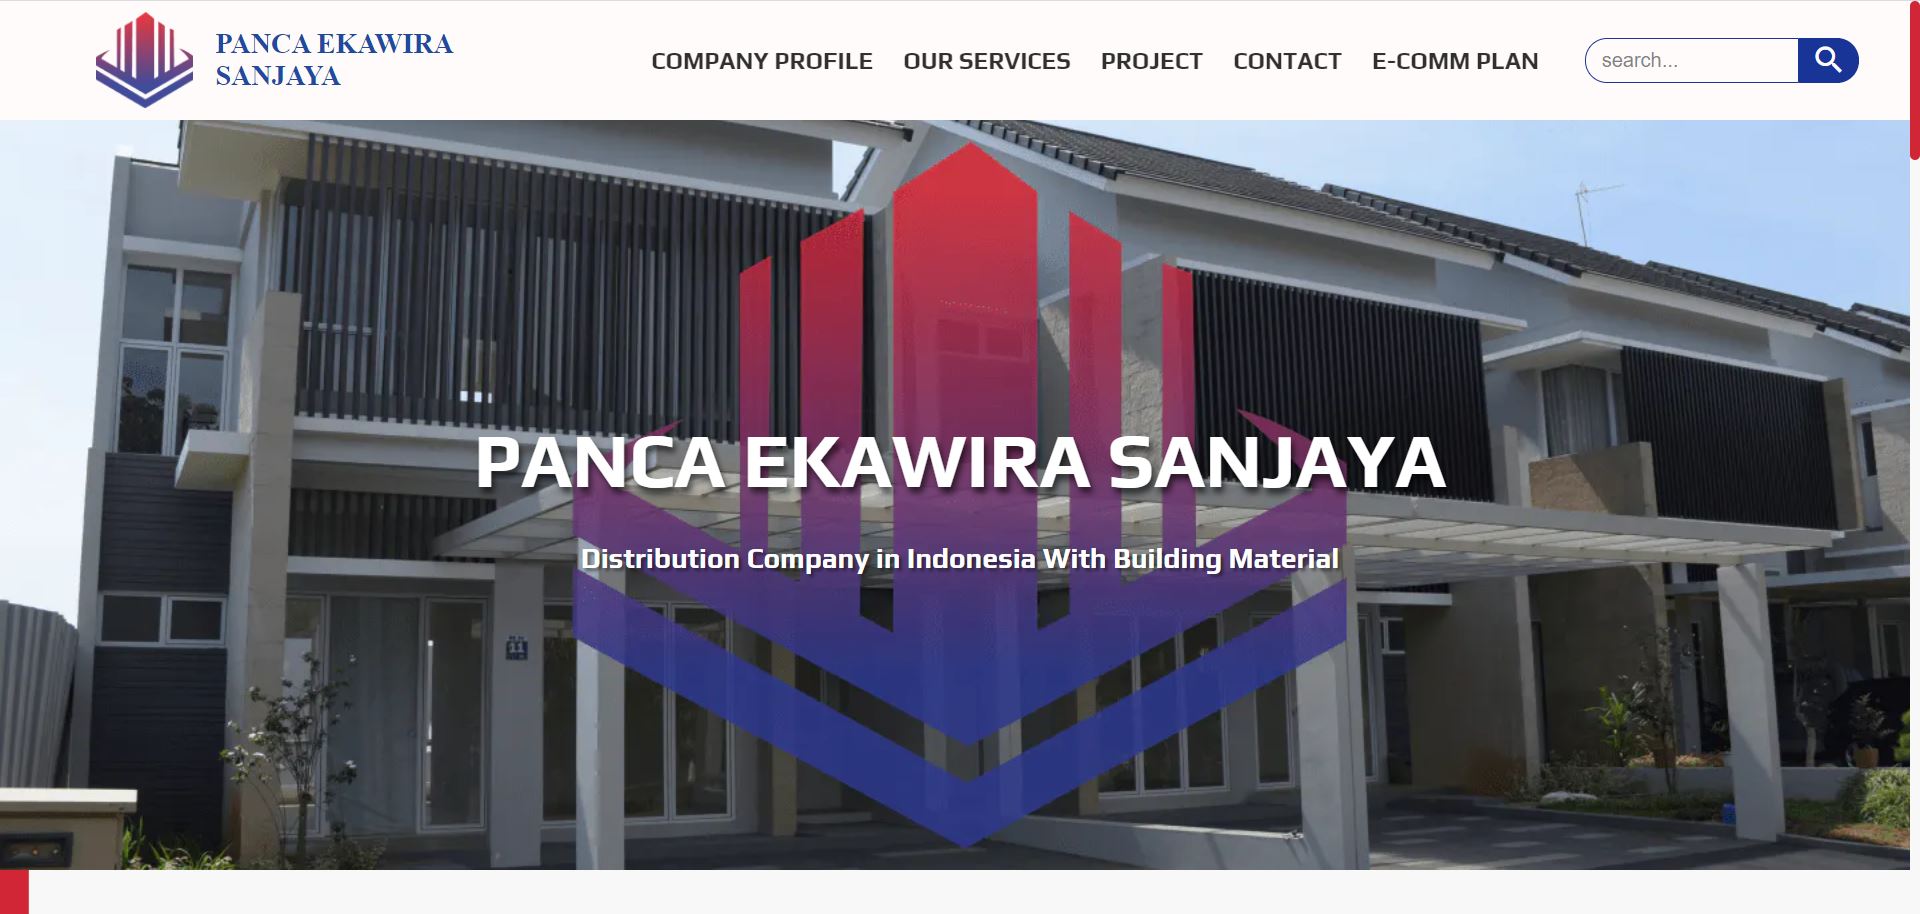 PANCA EKAWIRA
SANJAYA
COMPANY PROFILE
OUR SERVICES
PROJECT
CONTACT
E-COMM PLAN
search...
PANCA EKAWIRA SANJAYA
Distribution Company in Indonesia With Building Material
11